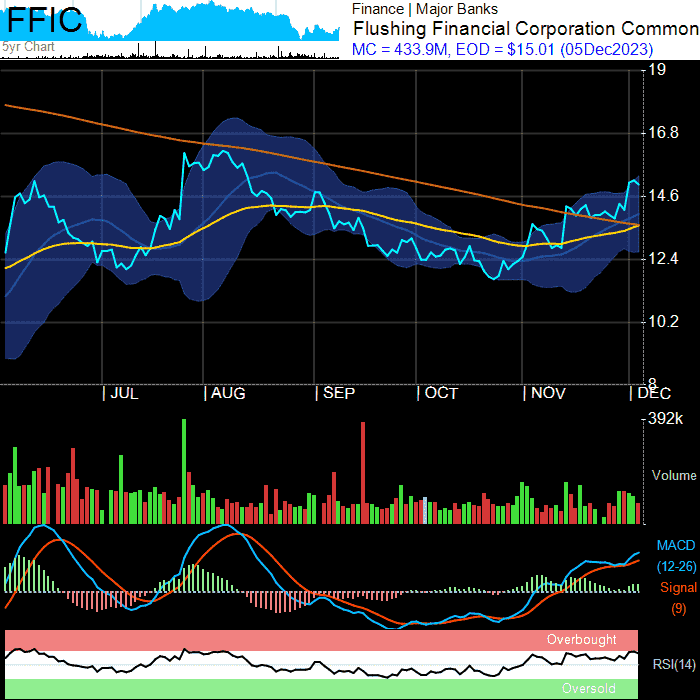 FFIC
5yr Chart
Finance | Major Banks
Flushing Financial Corporation Common
MC = 433.9M, EOD = $15.01 (05Dec2023)
19
16.8
14.6
12.4
10.2
8
JUL AUG SEP OCT NOV DEC
392k
Volume
MACD
(12-26)
Signal
(9)
Overbought
RSI(14)
Oversold